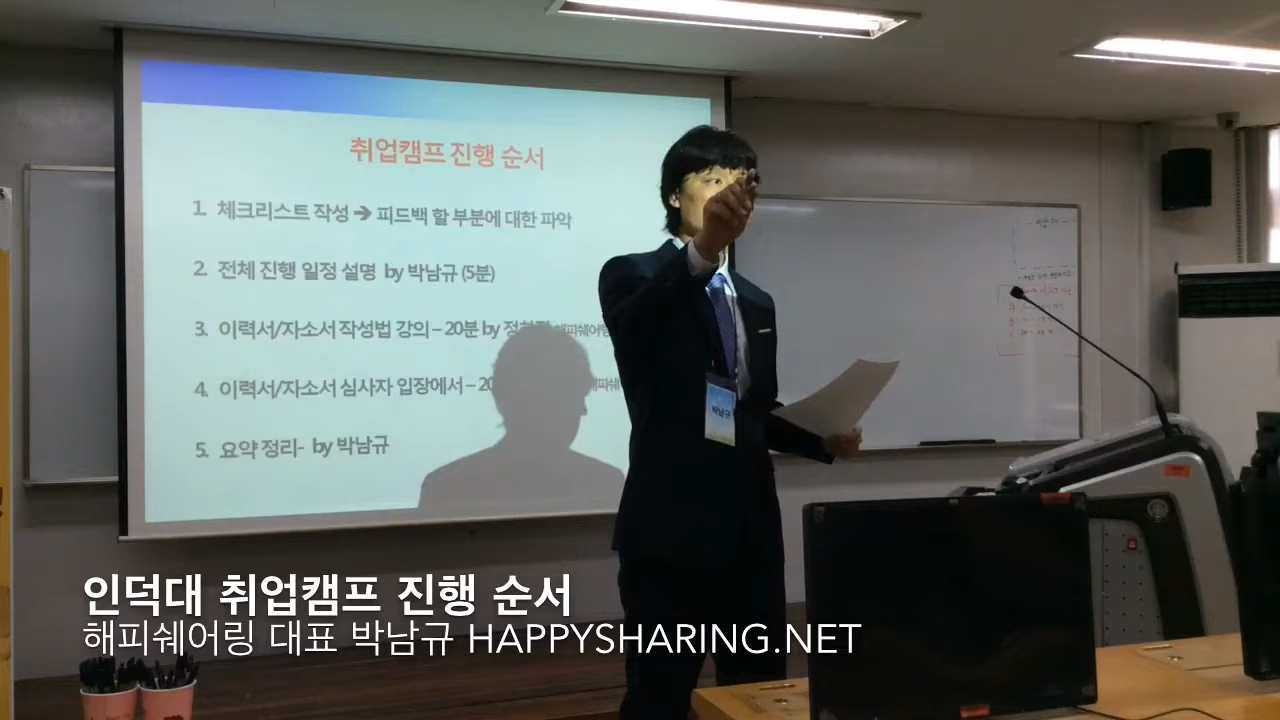 취업캠프 진행 순서
1. 체크리스트 작성 ➔ 피드백 할 부분에 대한 파악
2. 전체 진행 일정 설명 by 박남규 (5분)
3. 이력서/자소서 작성법 강의 – 20분 by
4. 이력서/자소서 심사자 입장에서 –
5. 요약 정리- by 박남규
박남규
인덕대 취업캠프 진행 순서
해피쉐어링 대표 박남규 HAPPYSHARING.NET